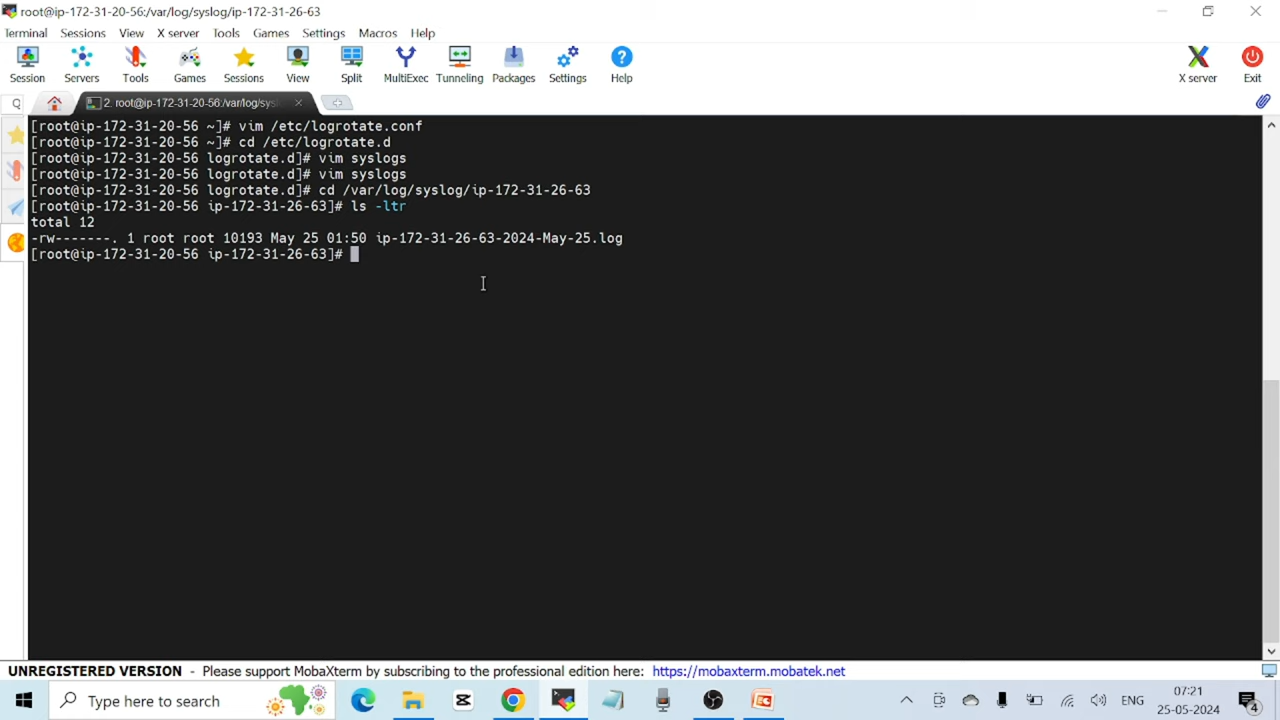 root@ip-172-31-20-56:/var/log/syslog/ip-172-31-26-63
Terminal Sessions View X server Tools Games Settings Macros Help
Session Servers Tools Games Sessions View Split MultiExec Tunneling Packages Settings Help X server Exit
2. root@ip-172-31-20-56:/var/log/sys
[root@ip-172-31-20-56 ~]# vim /etc/logrotate.conf
[root@ip-172-31-20-56 ~]# cd /etc/logrotate.d
[root@ip-172-31-20-56 logrotate.d]# vim syslogs
[root@ip-172-31-20-56 logrotate.d]# vim syslogs
[root@ip-172-31-20-56 logrotate.d]# cd /var/log/syslog/ip-172-31-26-63
[root@ip-172-31-20-56 ip-172-31-26-63]# ls -ltr
total 12
-rw-------. 1 root root 10193 May 25 01:50 ip-172-31-26-63-2024-May-25.log
[root@ip-172-31-20-56 ip-172-31-26-63]#
UNREGISTERED VERSION - Please support MobaXterm by subscribing to the professional edition here: https://mobaxterm.mobatek.net
Type here to search
ENG
07:21
25-05-2024
4